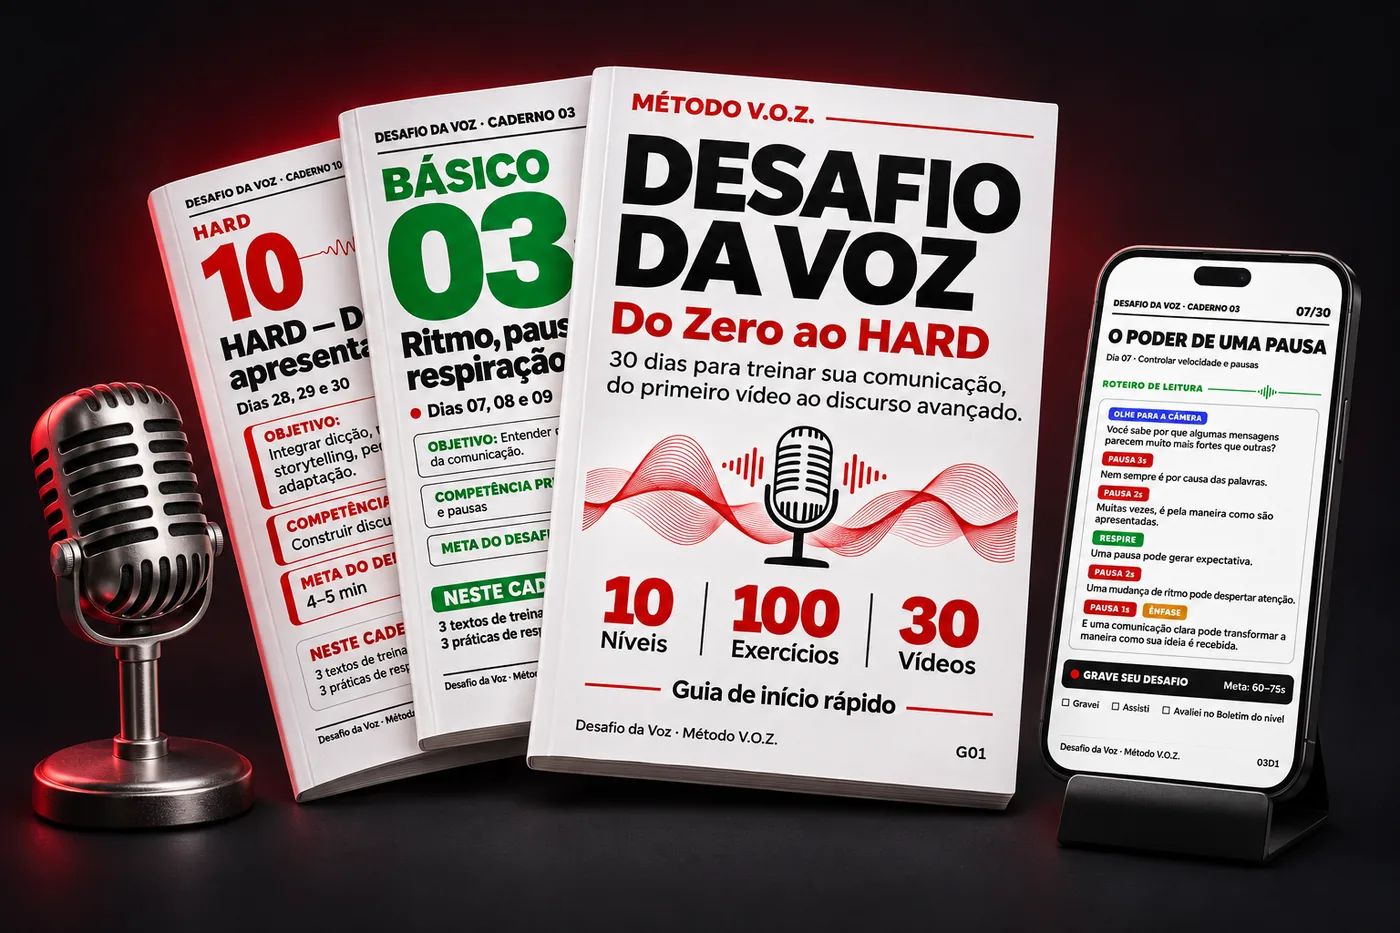 DESAFIO DA VOZ · CADERNO 10
HARD
10
HARD — D
apresenta
Dias 28, 29 e 30
OBJETIVO:
Integrar dicção,
storytelling, pe
adaptação.
COMPETÊNCIA
Construir discu
META DO DE
4–5 min
NESTE CADE
3 textos de treina
3 práticas de res
Desafio da Voz · Método
DESAFIO DA VOZ · CADERNO 03
BÁSICO
03
Ritmo, paus
respiração
Dias 07, 08 e 09
OBJETIVO: Entender
da comunicação.
COMPETÊNCIA PR
e pausas
META DO DESAF
NESTE CAD
3 textos de treina
3 práticas de res
Desafio da Voz · Método
MÉTODO V.O.Z.
DESAFIO
DA VOZ
Do Zero ao HARD
30 dias para treinar sua comunicação,
do primeiro vídeo ao discurso avançado.
10
Níveis
100
Exercícios
30
Vídeos
Guia de início rápido
Desafio da Voz · Método V.O.Z.
G01
DESAFIO DA VOZ · CADERNO 03
07/30
O PODER DE UMA PAUSA
Dia 07 · Controlar velocidade e pausas
ROTEIRO DE LEITURA
OLHE PARA A CÂMERA
Você sabe por que algumas mensagens
parecem muito mais fortes que outras?
PAUSA 3s
Nem sempre é por causa das palavras.
PAUSA 2s
Muitas vezes, é pela maneira como são
apresentadas.
RESPIRE
Uma pausa pode gerar expectativa.
PAUSA 2s
Uma mudança de ritmo pode despertar atenção.
PAUSA 1s ÊNFASE
E uma comunicação clara pode transformar a
maneira como sua ideia é recebida.
GRAVE SEU DESAFIO
Meta: 60–75s
Gravei
Assisti
Avaliei no Boletim do nível
Desafio da Voz · Método V.O.Z.
03D1